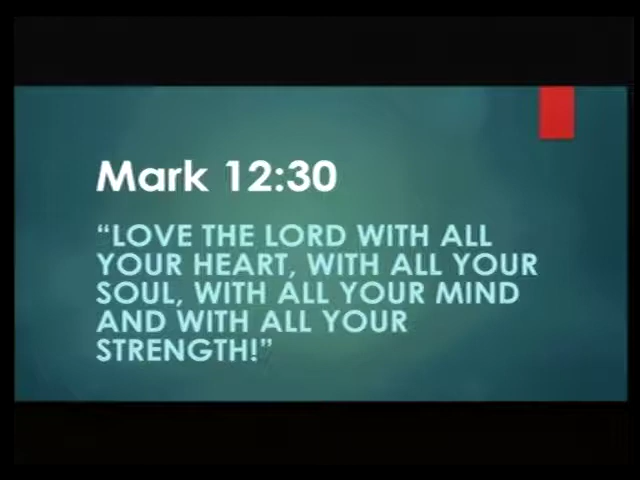 Mark 12:30
“LOVE THE LORD WITH ALL
YOUR HEART, WITH ALL YOUR
SOUL, WITH ALL YOUR MIND
AND WITH ALL YOUR
STRENGTH!”